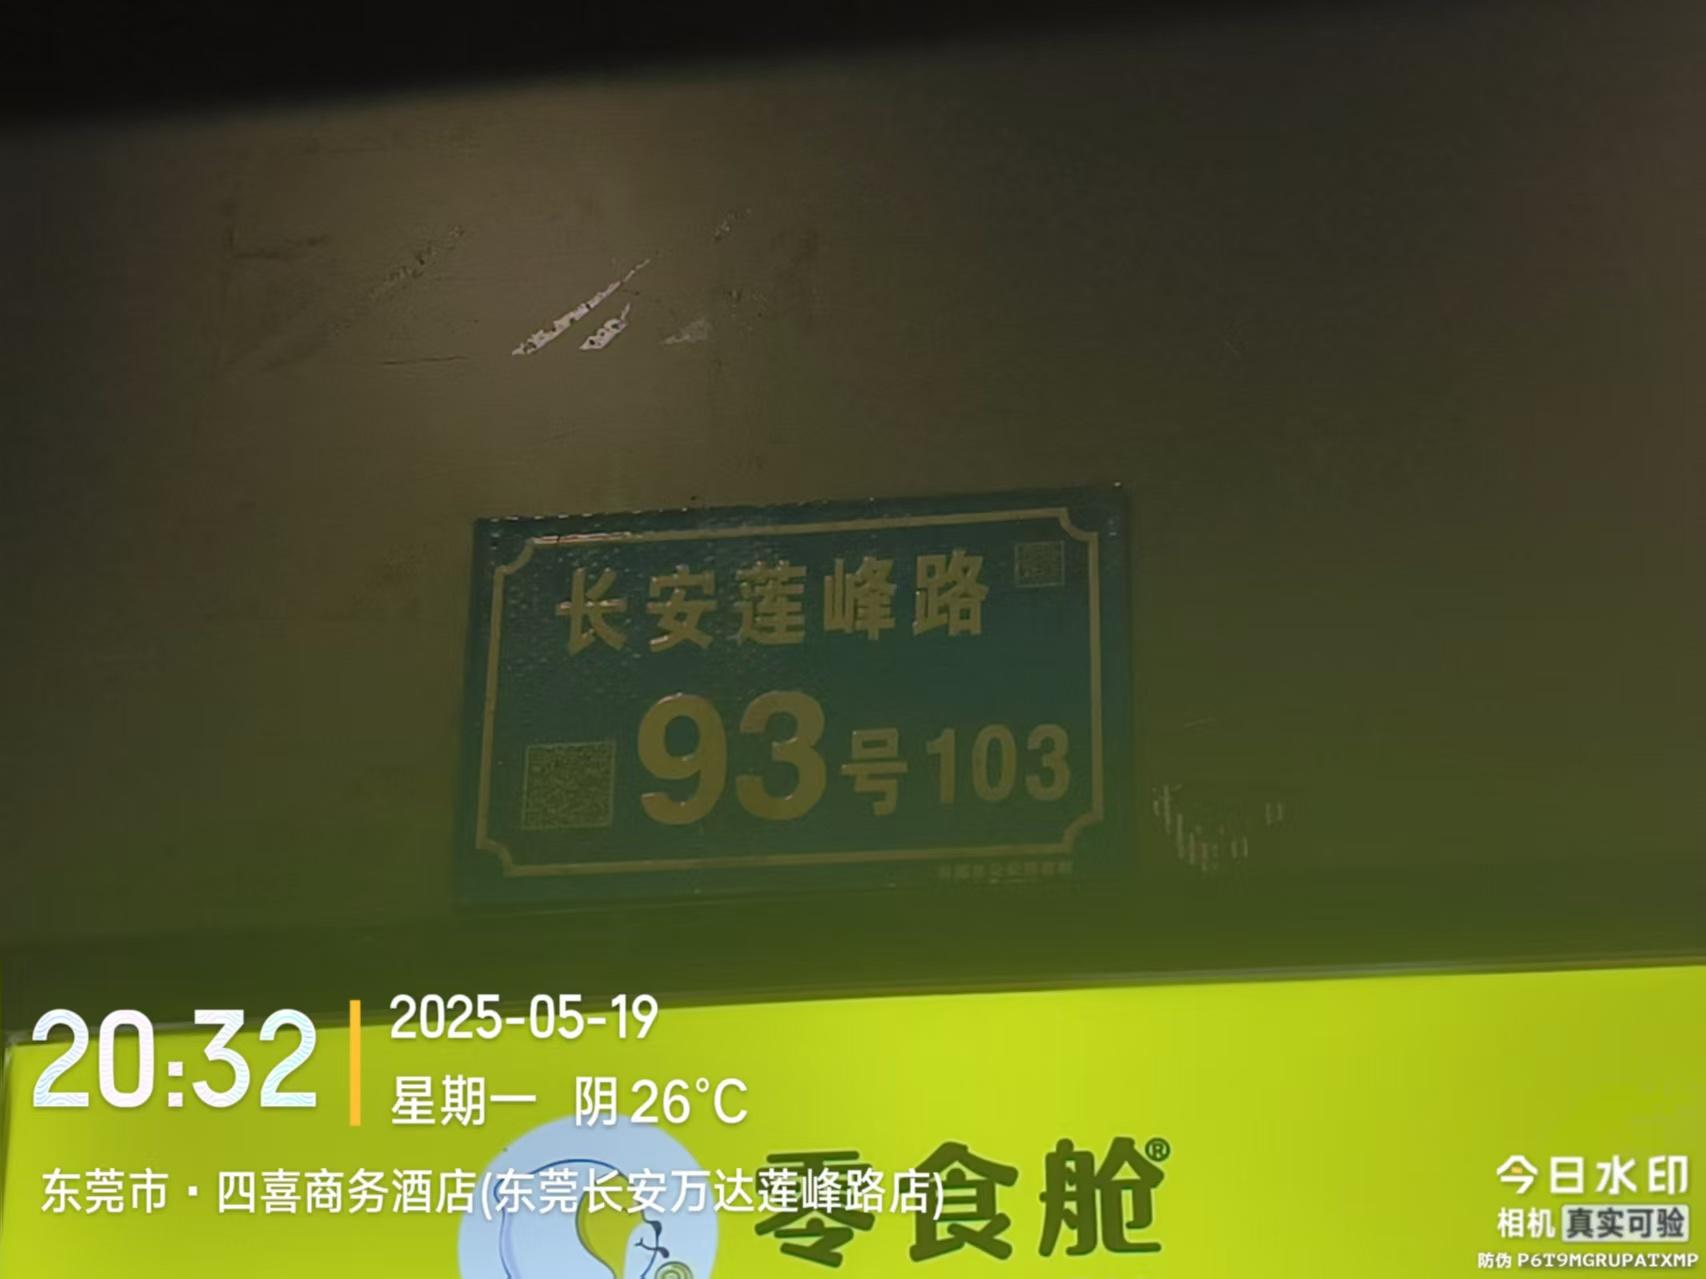 长安莲峰路
93号103
零食舱®
20:32
2025-05-19
星期一 阴26℃
东莞市·四喜商务酒店(东莞长安万达莲峰路店)
今日水印
相机 真实可验
防伪 P6T9MGRUPATXMP